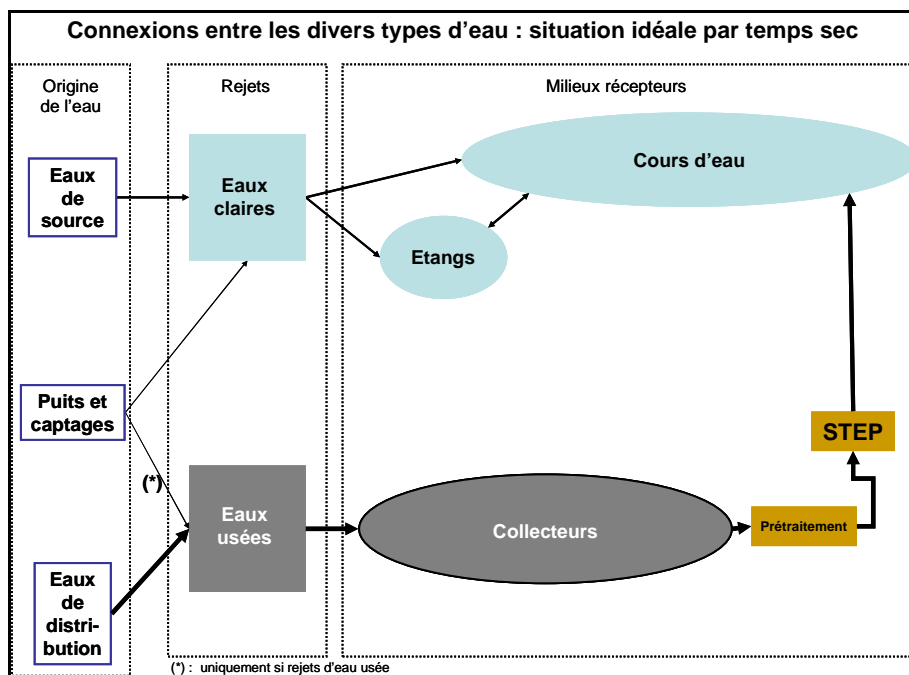 Connexions entre les divers types d'eau : situation idéale par temps sec
Origine
de l'eau
Rejets
Milieux récepteurs
Eaux
de
source
Eaux
claires
Cours d'eau
Etangs
Puits et
captages
(*)
STEP
Eaux
usées
Collecteurs
Prétraitement
Eaux
de
distri-
bution
(*) : uniquement si rejets d'eau usée